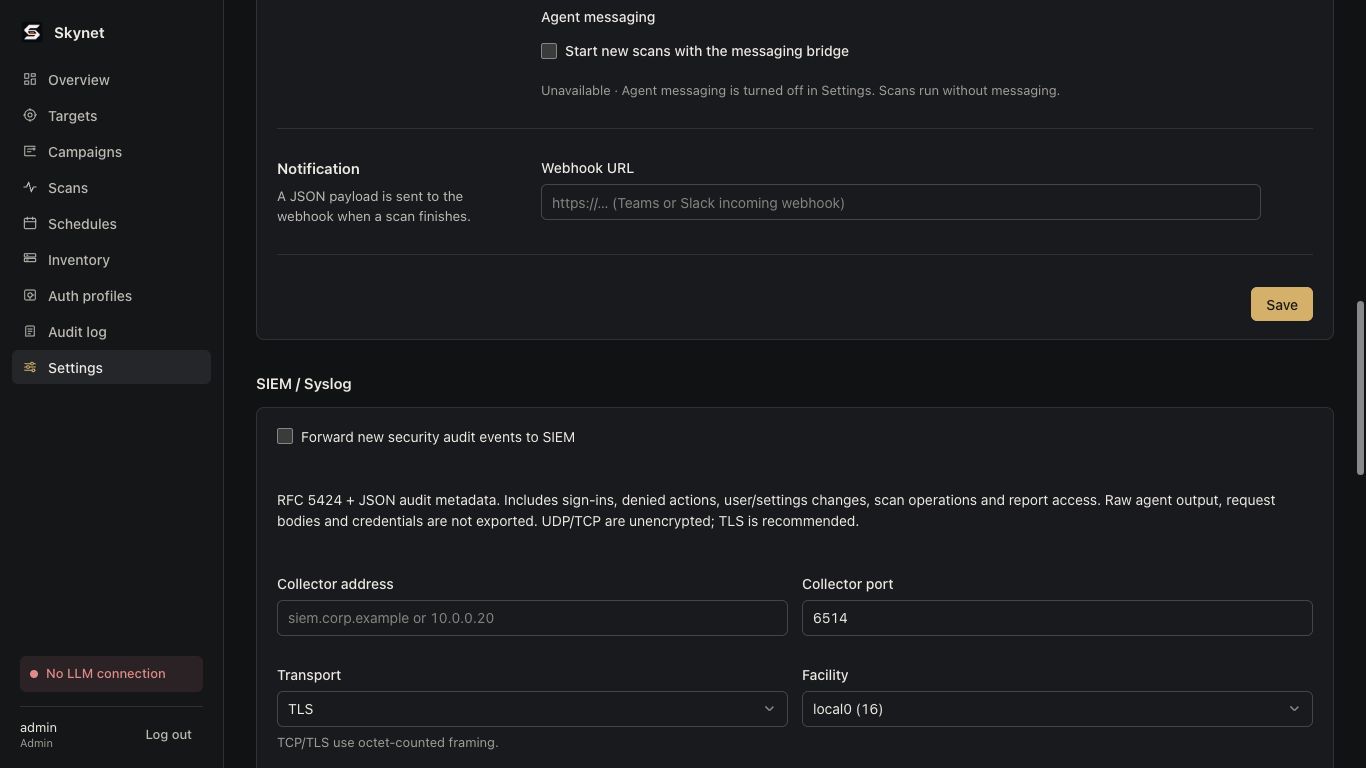 Skynet
Overview
Targets
Campaigns
Scans
Schedules
Inventory
Auth profiles
Audit log
Settings
No LLM connection
admin
Admin
Log out
Agent messaging
Start new scans with the messaging bridge
Unavailable · Agent messaging is turned off in Settings. Scans run without messaging.
Notification
A JSON payload is sent to the
webhook when a scan finishes.
Webhook URL
https://… (Teams or Slack incoming webhook)
Save
SIEM / Syslog
Forward new security audit events to SIEM
RFC 5424 + JSON audit metadata. Includes sign-ins, denied actions, user/settings changes, scan operations and report access. Raw agent output, request
bodies and credentials are not exported. UDP/TCP are unencrypted; TLS is recommended.
Collector address
siem.corp.example or 10.0.0.20
Collector port
6514
Transport
TLS
TCP/TLS use octet-counted framing.
Facility
local0 (16)